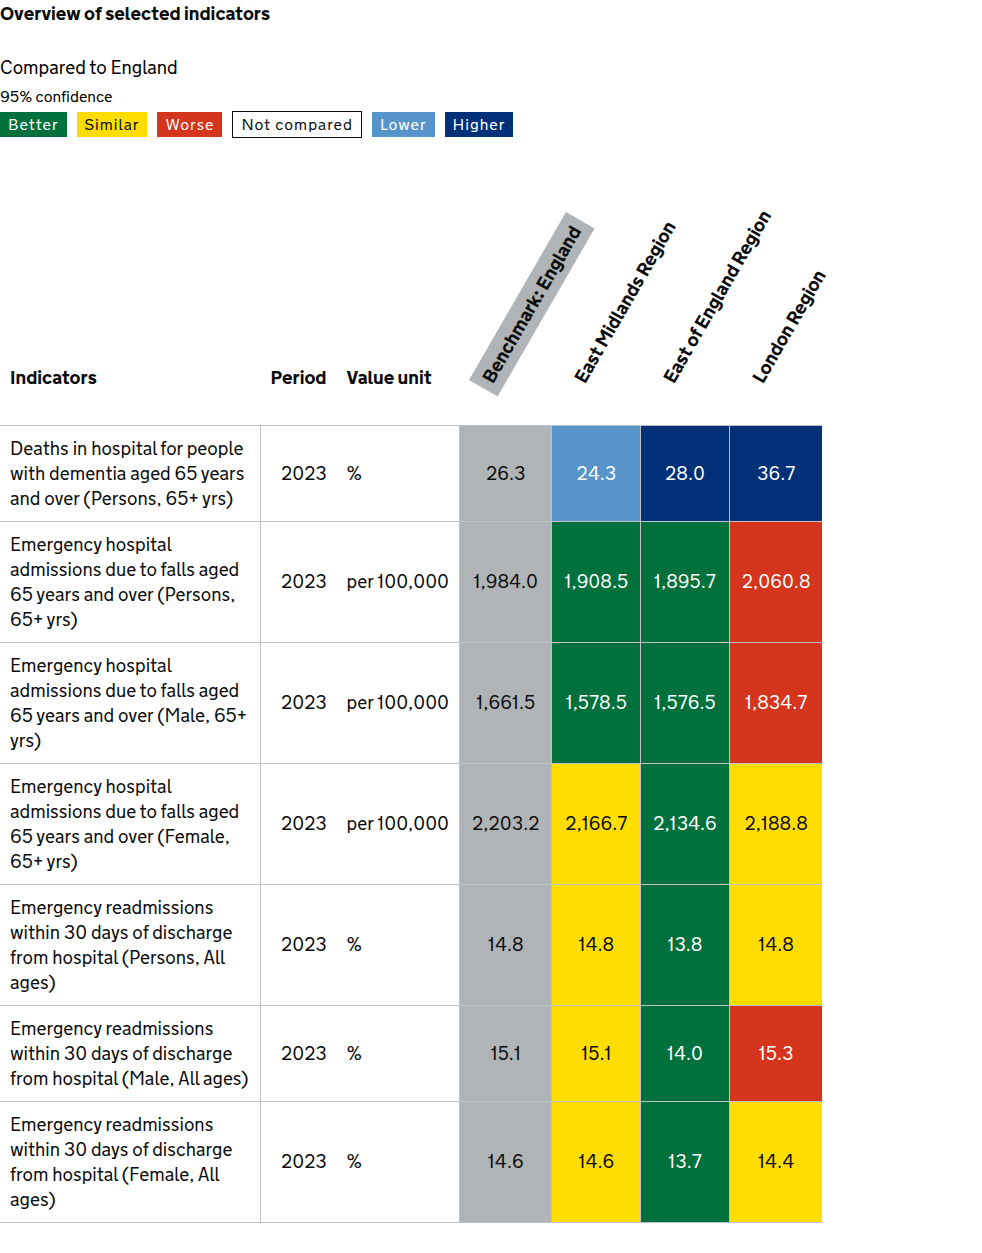 Overview of selected indicators
Compared to England
95% confidence
Better Similar Worse Not compared Lower Higher
Indicators Period Value unit Benchmark: England East Midlands Region East of England Region London Region
Deaths in hospital for people
with dementia aged 65 years
and over (Persons, 65+ yrs)
2023 % 26.3 24.3 28.0 36.7
Emergency hospital
admissions due to falls aged
65 years and over (Persons,
65+ yrs)
2023 per 100,000 1,984.0 1,908.5 1,895.7 2,060.8
Emergency hospital
admissions due to falls aged
65 years and over (Male, 65+
yrs)
2023 per 100,000 1,661.5 1,578.5 1,576.5 1,834.7
Emergency hospital
admissions due to falls aged
65 years and over (Female,
65+ yrs)
2023 per 100,000 2,203.2 2,166.7 2,134.6 2,188.8
Emergency readmissions
within 30 days of discharge
from hospital (Persons, All
ages)
2023 % 14.8 14.8 13.8 14.8
Emergency readmissions
within 30 days of discharge
from hospital (Male, All ages)
2023 % 15.1 15.1 14.0 15.3
Emergency readmissions
within 30 days of discharge
from hospital (Female, All
ages)
2023 % 14.6 14.6 13.7 14.4